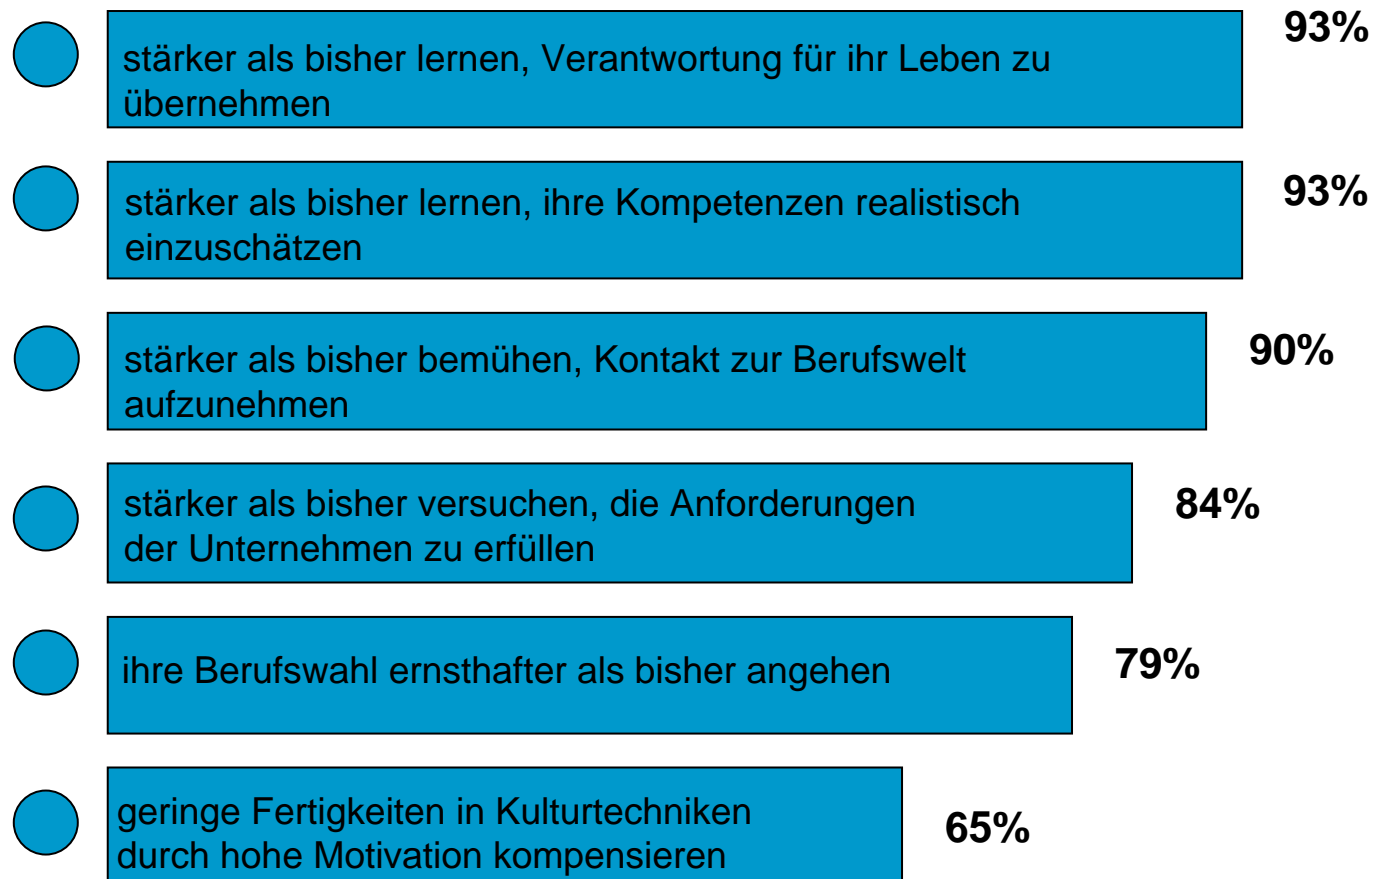 93%
stärker als bisher lernen, Verantwortung für ihr Leben zu
übernehmen
93%
stärker als bisher lernen, ihre Kompetenzen realistisch
einzuschätzen
90%
stärker als bisher bemühen, Kontakt zur Berufswelt
aufzunehmen
84%
stärker als bisher versuchen, die Anforderungen
der Unternehmen zu erfüllen
79%
ihre Berufswahl ernsthafter als bisher angehen
geringe Fertigkeiten in Kulturtechniken
65%
durch hohe Motivation kompensieren